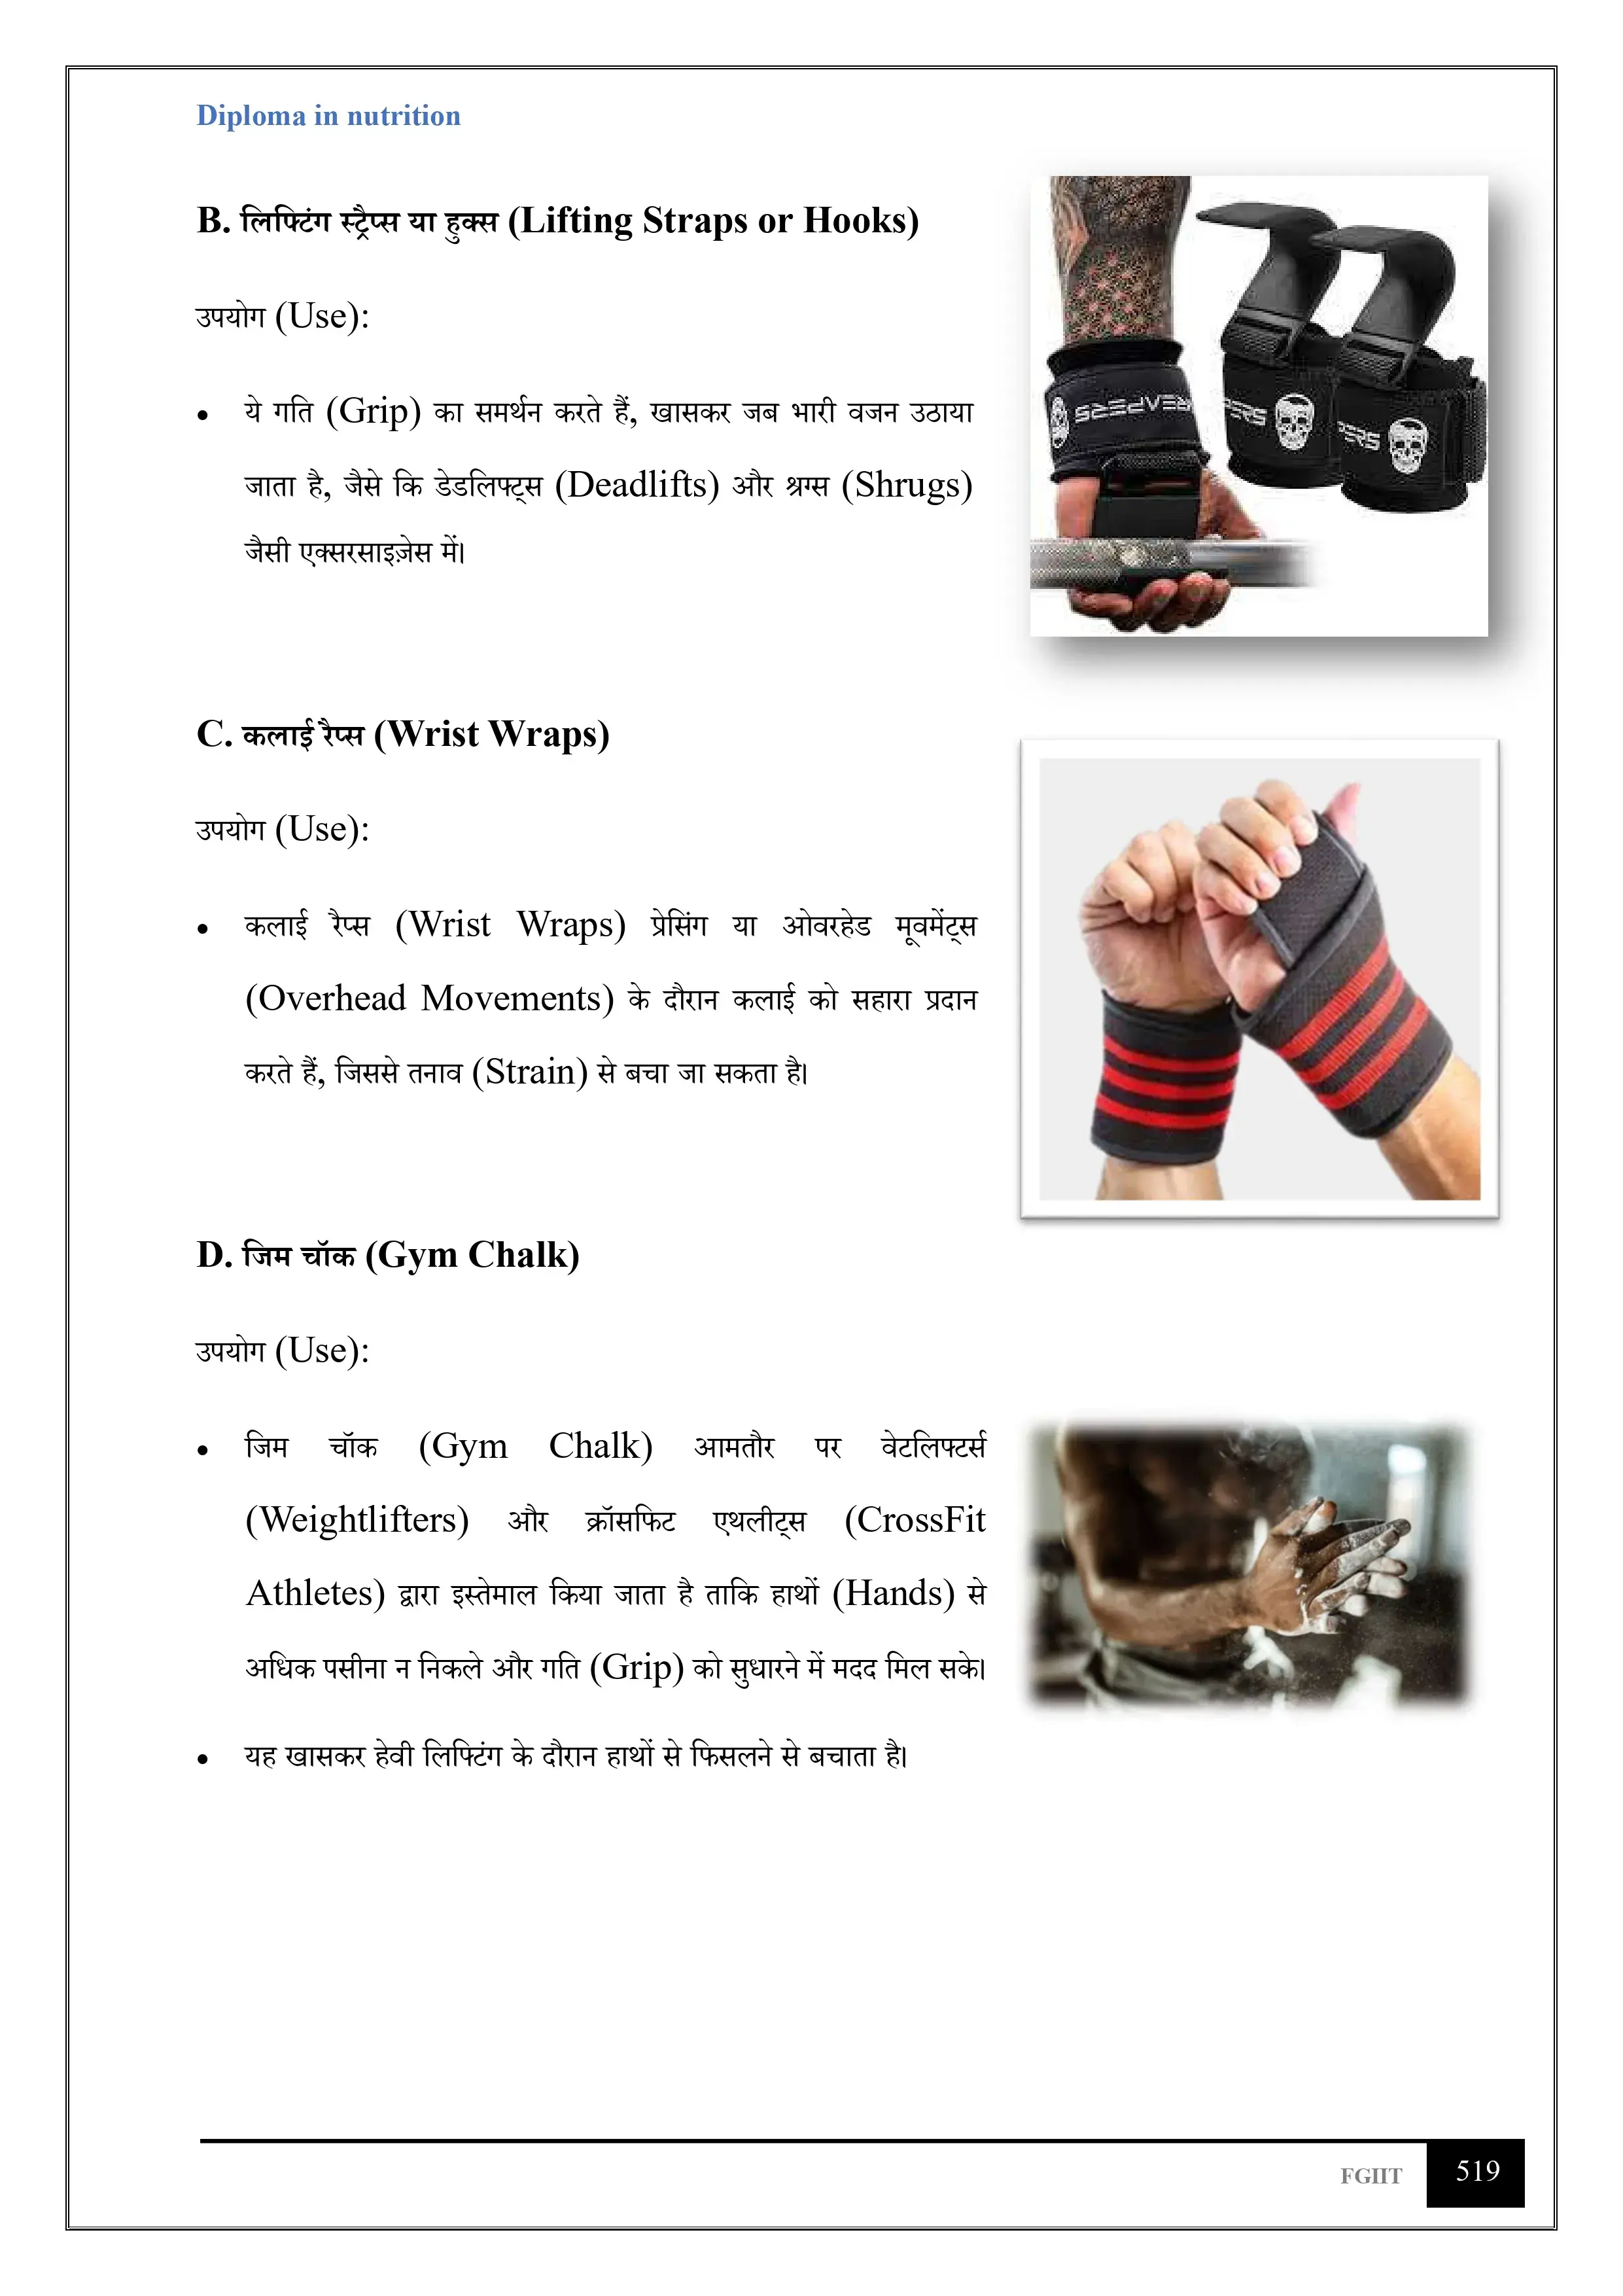 Diploma in nutrition
B. लिफ्टिंग स्ट्रैप्स या हुक्स (Lifting Straps or Hooks)
उपयोग (Use):
• ये गति (Grip) का समर्थन करते हैं, खासकर जब भारी वजन उठाया
जाता है, जैसे कि डेडलिफ्ट्स (Deadlifts) और श्रग्स (Shrugs)
जैसी एक्सरसाइज़ेस में।
C. कलाई रैप्स (Wrist Wraps)
उपयोग (Use):
• कलाई रैप्स (Wrist Wraps) प्रेसिंग या ओवरहेड मूवमेंट्स
(Overhead Movements) के दौरान कलाई को सहारा प्रदान
करते हैं, जिससे तनाव (Strain) से बचा जा सकता है।
D. जिम चॉक (Gym Chalk)
उपयोग (Use):
• जिम चॉक (Gym Chalk) आमतौर पर वेटलिफ्टर्स
(Weightlifters) और क्रॉसफिट एथलीट्स (CrossFit
Athletes) द्वारा इस्तेमाल किया जाता है ताकि हाथों (Hands) से
अधिक पसीना न निकले और गति (Grip) को सुधारने में मदद मिल सके।
• यह खासकर हेवी लिफ्टिंग के दौरान हाथों से फिसलने से बचाता है।
FGIIT 519